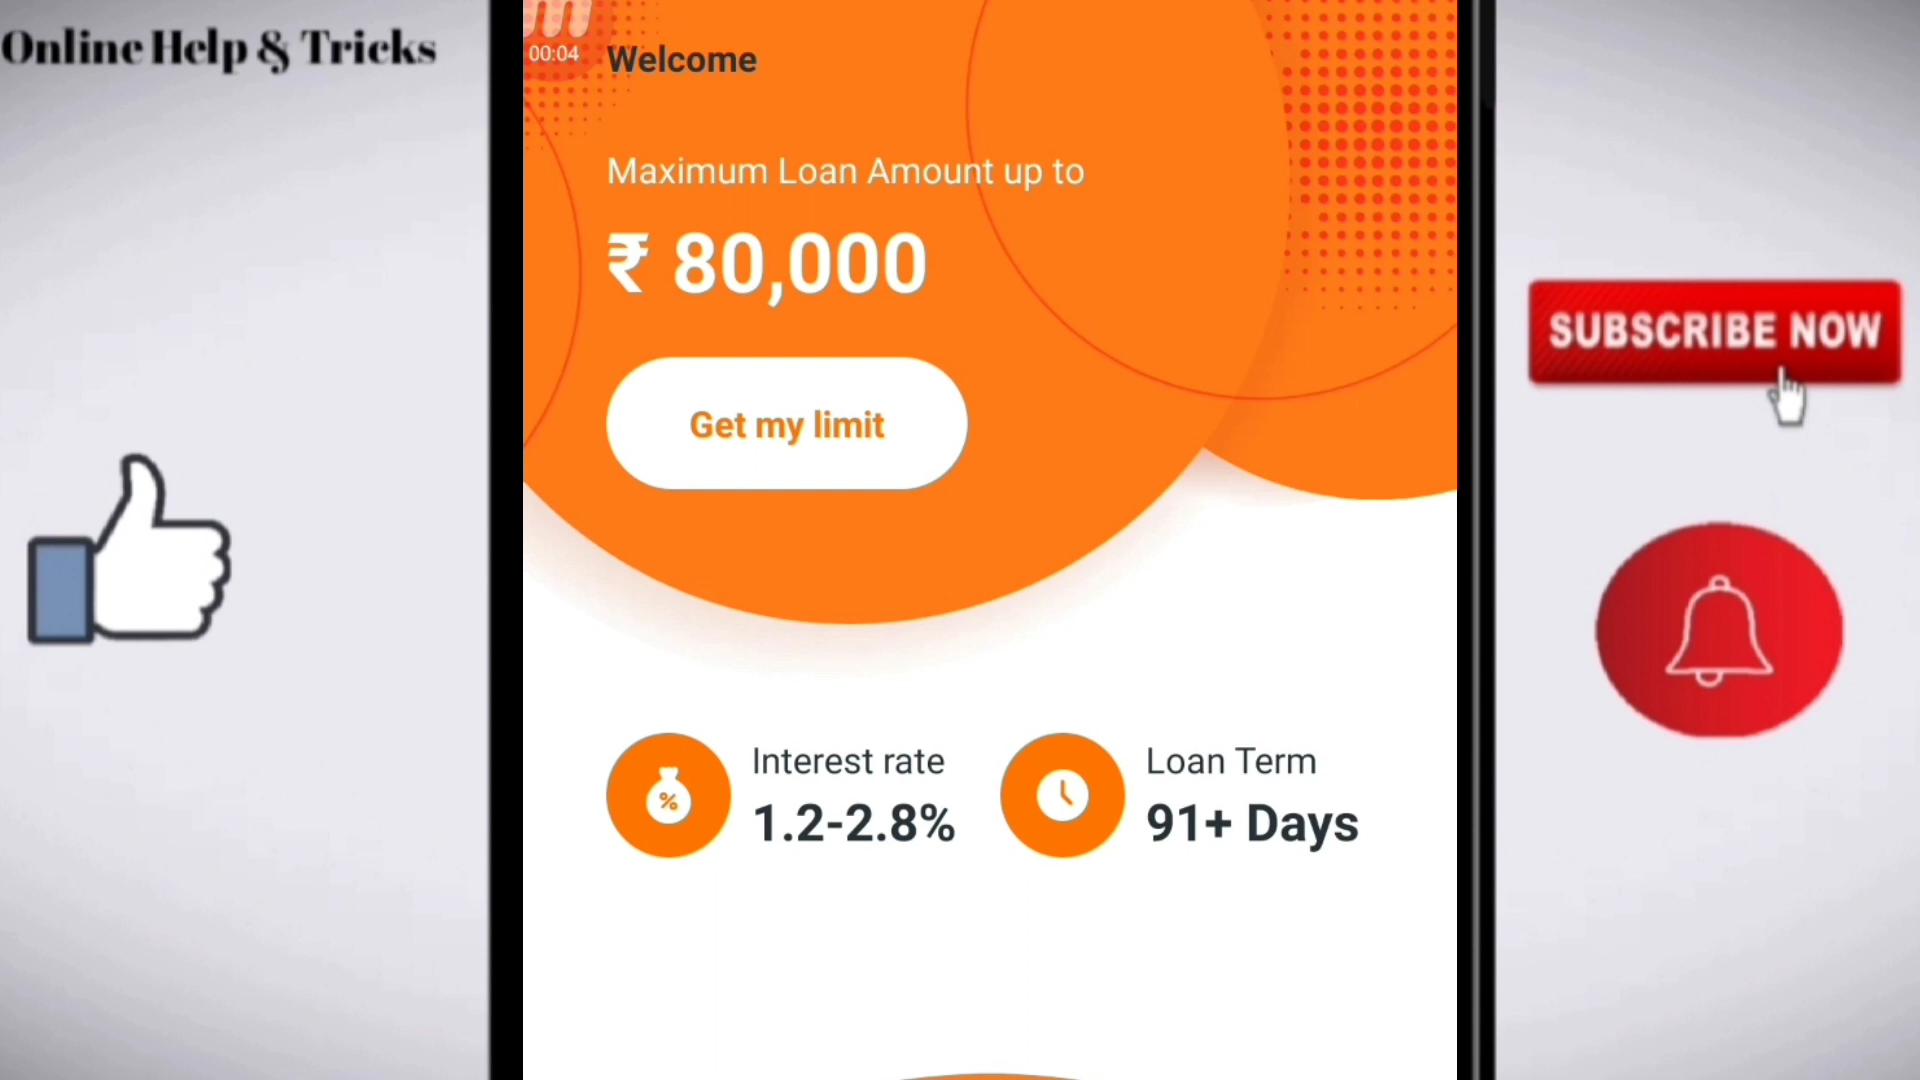 Online Help & Tricks
00:04
Welcome
Maximum Loan Amount up to
₹ 80,000
Get my limit
SUBSCRIBE NOW
%
Interest rate
1.2-2.8%
Loan Term
91+ Days